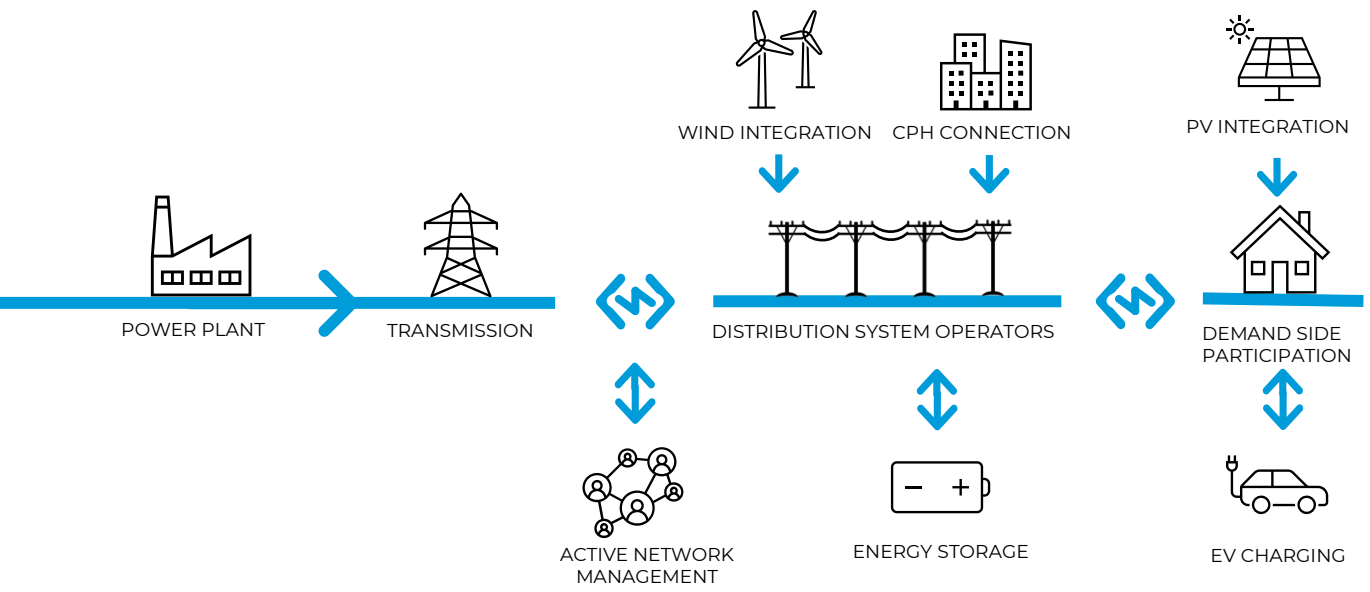 WIND INTEGRATION
CPH CONNECTION
PV INTEGRATION
POWER PLANT
TRANSMISSION
DISTRIBUTION SYSTEM OPERATORS
DEMAND SIDE
PARTICIPATION
ACTIVE NETWORK
MANAGEMENT
ENERGY STORAGE
EV CHARGING